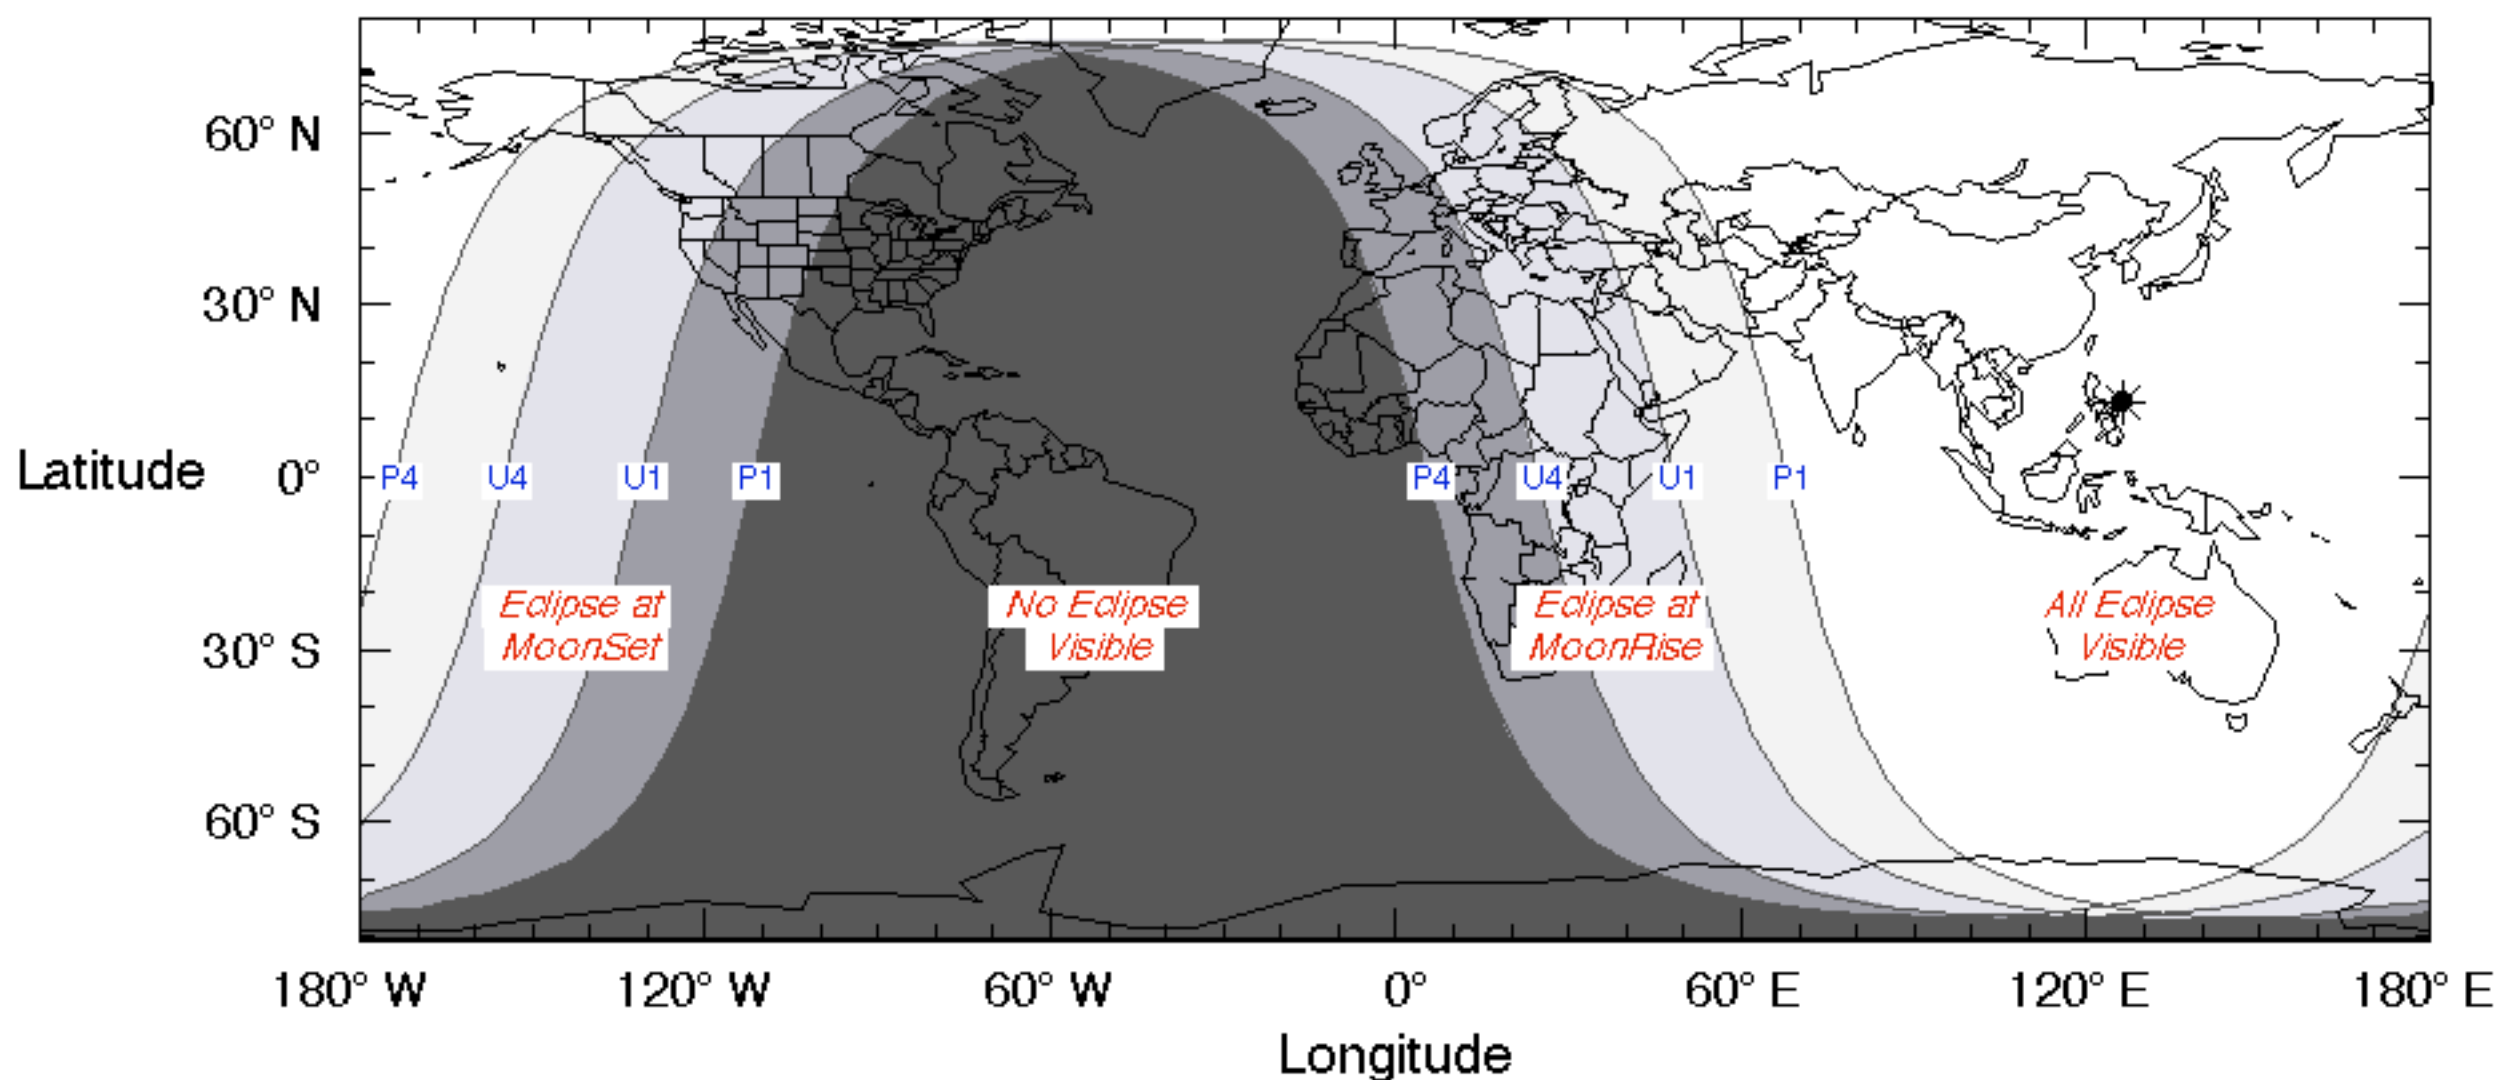 60° N
30° N
Latitude 0°
P4 U4 U1 P1 P4 U4 U1 P1
Eclipse at
MoonSet
No Eclipse
Visible
Eclipse at
MoonRise
All Eclipse
Visible
30° S
60° S
180° W 120° W 60° W 0° 60° E 120° E 180° E
Longitude